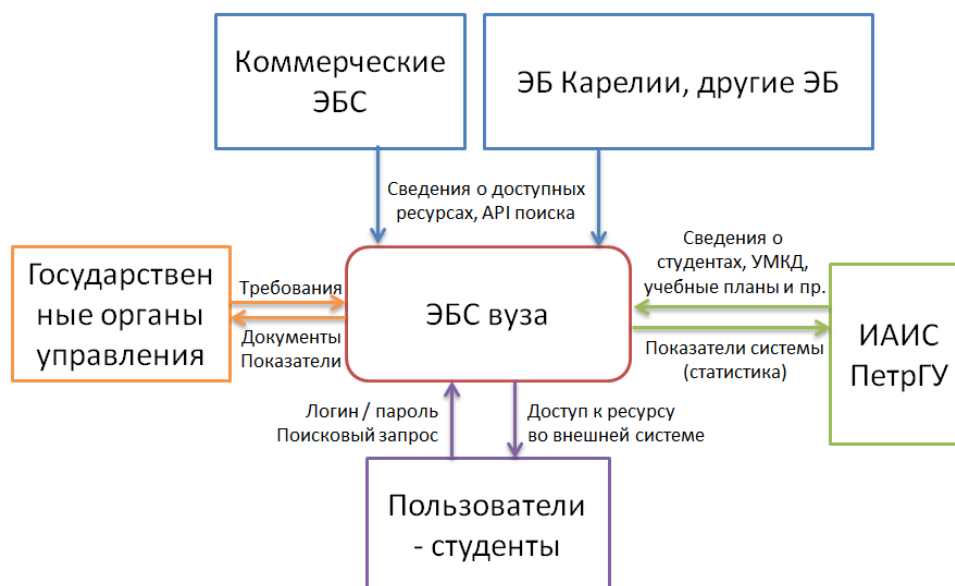 Коммерческие
ЭБС
ЭБ Карелии, другие ЭБ
Сведения о доступных
ресурсах, API поиска
Государствен
ные органы
управления
Требования
Документы
Показатели
ЭБС вуза
Сведения о
студентах, УМКД,
учебные планы и пр.
Показатели системы
(статистика)
ИАИС
ПетрГУ
Логин / пароль
Поисковый запрос
Доступ к ресурсу
во внешней системе
Пользователи
- студенты